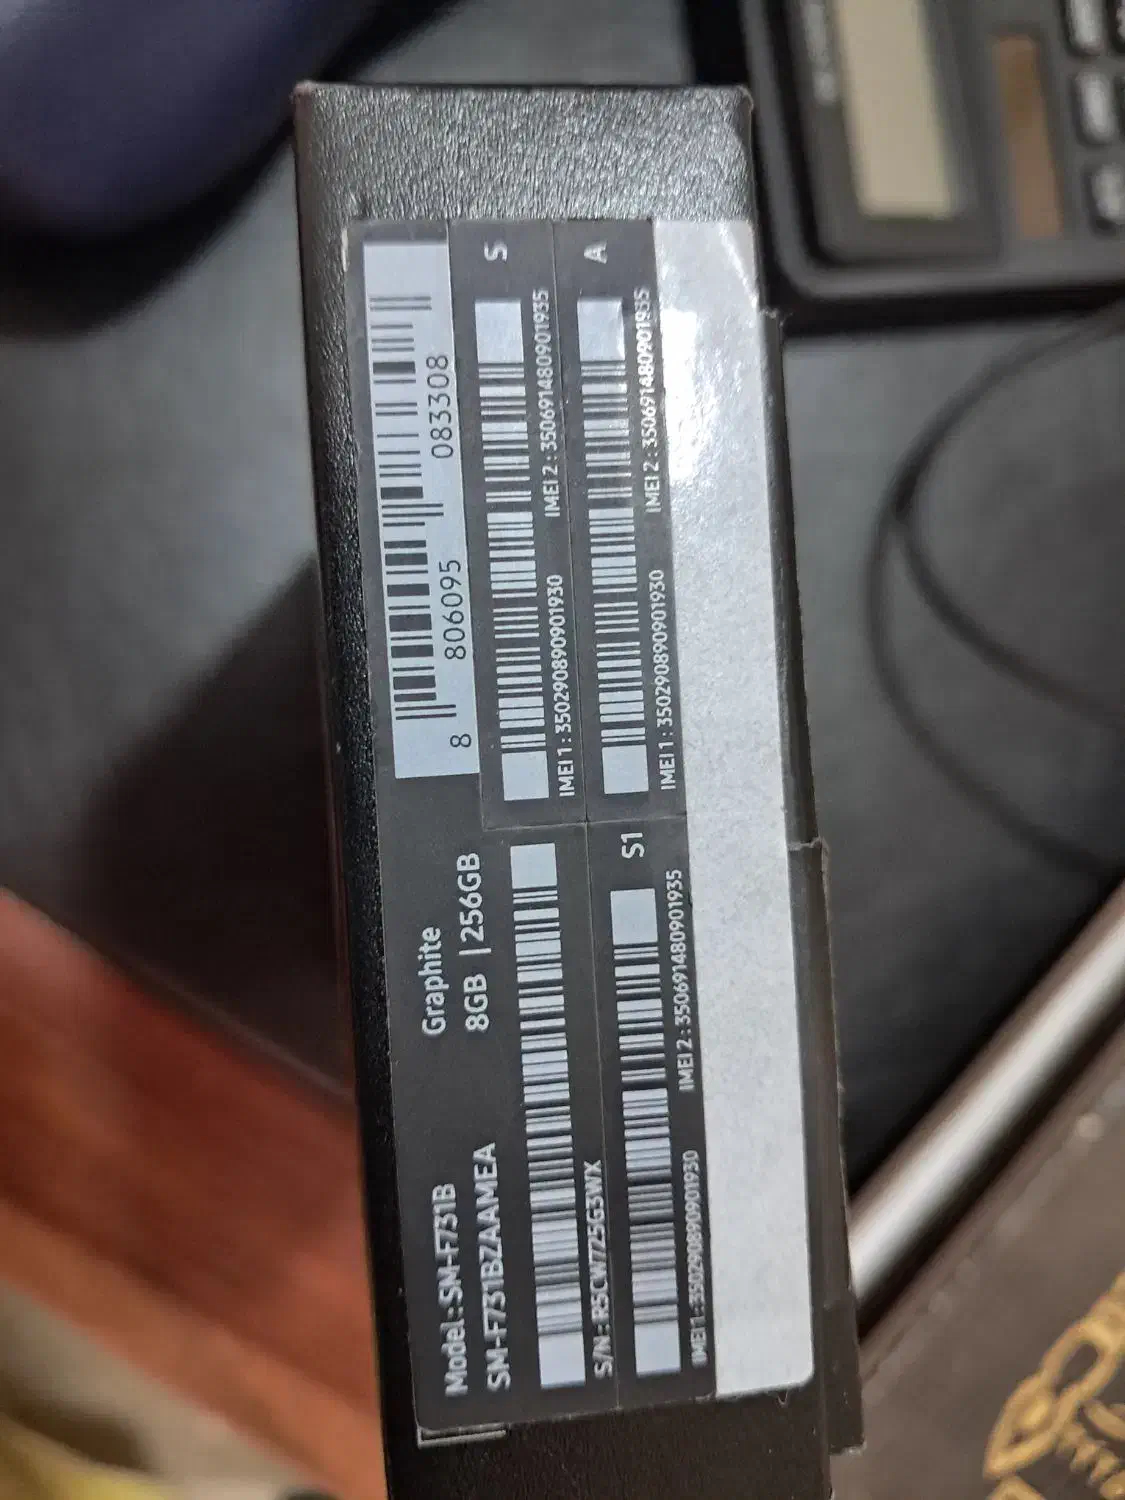 Model : SM-F731B
SM-F731BZAAMEA
Graphite
8GB | 256GB
8 806095 083308
S/N : R5CW725G3WX
S
IMEI 1 : 350290890901930 IMEI 2 : 350691480901935
A
IMEI 1 : 350290890901930 IMEI 2 : 350691480901935
S1
IMEI 1 : 350290890901930 IMEI 2 : 350691480901935